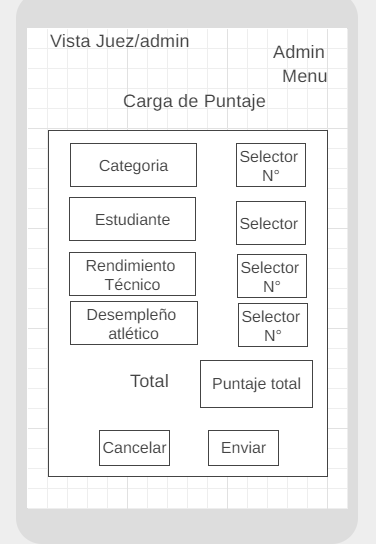 Vista Juez/admin
Admin
Menu
Carga de Puntaje
Categoria
Selector
N°
Estudiante
Selector
Rendimiento
Técnico
Selector
N°
Desempleño
atlético
Selector
N°
Total
Puntaje total
Cancelar
Enviar